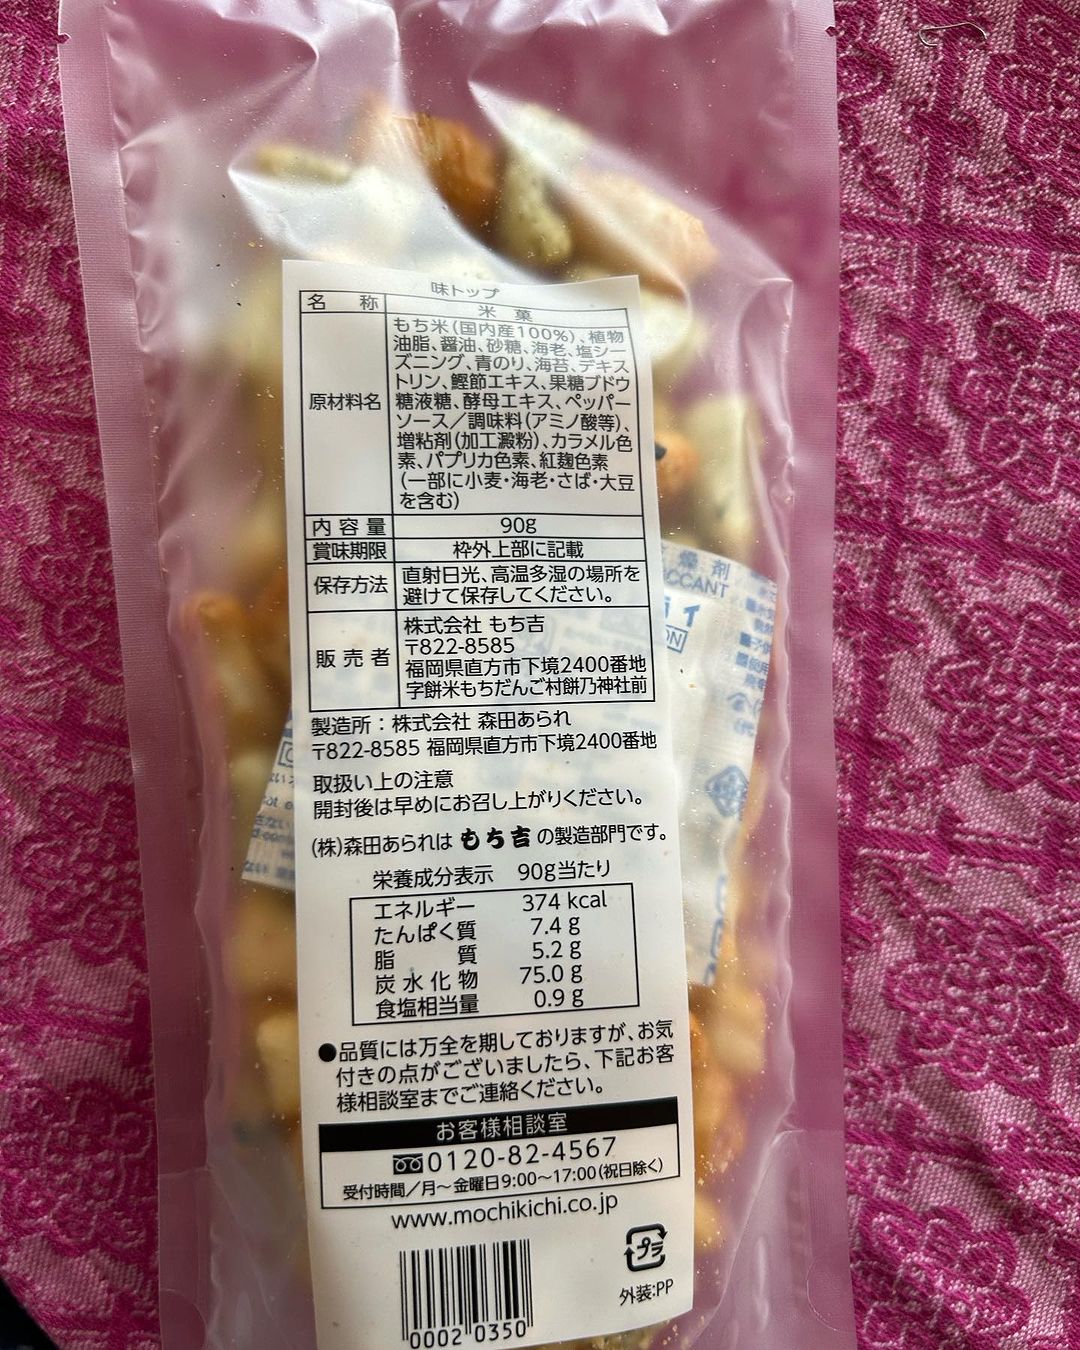 味トップ
名 称 米 菓
原材料名
もち米(国内産100%)、植物
油脂、醤油、砂糖、海老、塩シー
ズニング、青のり、海苔、デキス
トリン、鰹節エキス、果糖ブドウ
糖液糖、酵母エキス、ペッパー
ソース/調味料(アミノ酸等)、
増粘剤(加工澱粉)、カラメル色
素、パプリカ色素、紅麹色素
(一部に小麦・海老・さば・大豆
を含む)
内容量 90g
賞味期限 枠外上部に記載
保存方法
直射日光、高温多湿の場所を
避けて保存してください。
販売者
株式会社 もち吉
〒822-8585
福岡県直方市下境2400番地
字餅米もちだんご村餅乃神社前
製造所:株式会社 森田あられ
〒822-8585 福岡県直方市下境2400番地
取扱い上の注意
開封後は早めにお召し上がりください。
(株)森田あられは もち吉 の製造部門です。
栄養成分表示 90g当たり
エネルギー 374 kcal
たんぱく質 7.4 g
脂 質 5.2 g
炭水化物 75.0 g
食塩相当量 0.9 g
●品質には万全を期しておりますが、お気
付きの点がございましたら、下記お客
様相談室までご連絡ください。
お客様相談室
0120-82-4567
受付時間/月~金曜日9:00~17:00(祝日除く)
www.mochikichi.co.jp
プラ
外装:PP
0002 0350
燥剤
CCANT